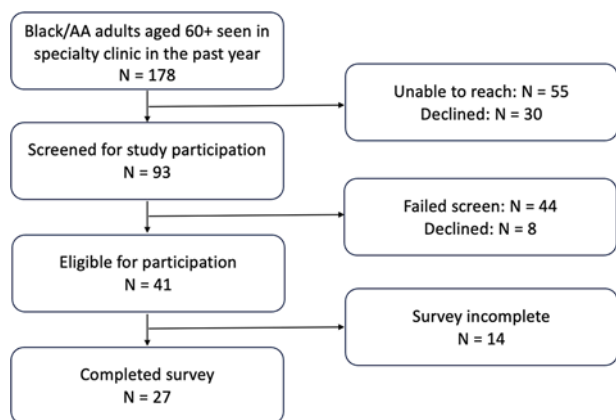 Black/AA adults aged 60+ seen in
specialty clinic in the past year
N = 178
Unable to reach: N = 55
Declined: N = 30
Screened for study participation
N = 93
Failed screen: N = 44
Declined: N = 8
Eligible for participation
N = 41
Survey incomplete
N = 14
Completed survey
N = 27